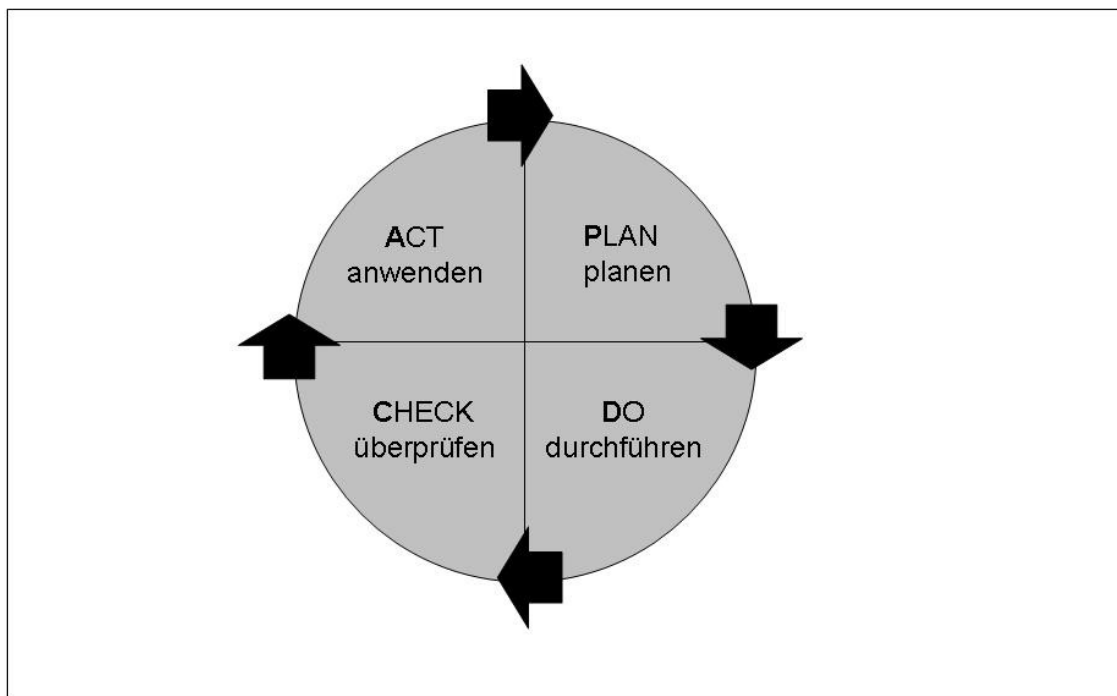 ACT
anwenden
PLAN
planen
CHECK
überprüfen
DO
durchführen